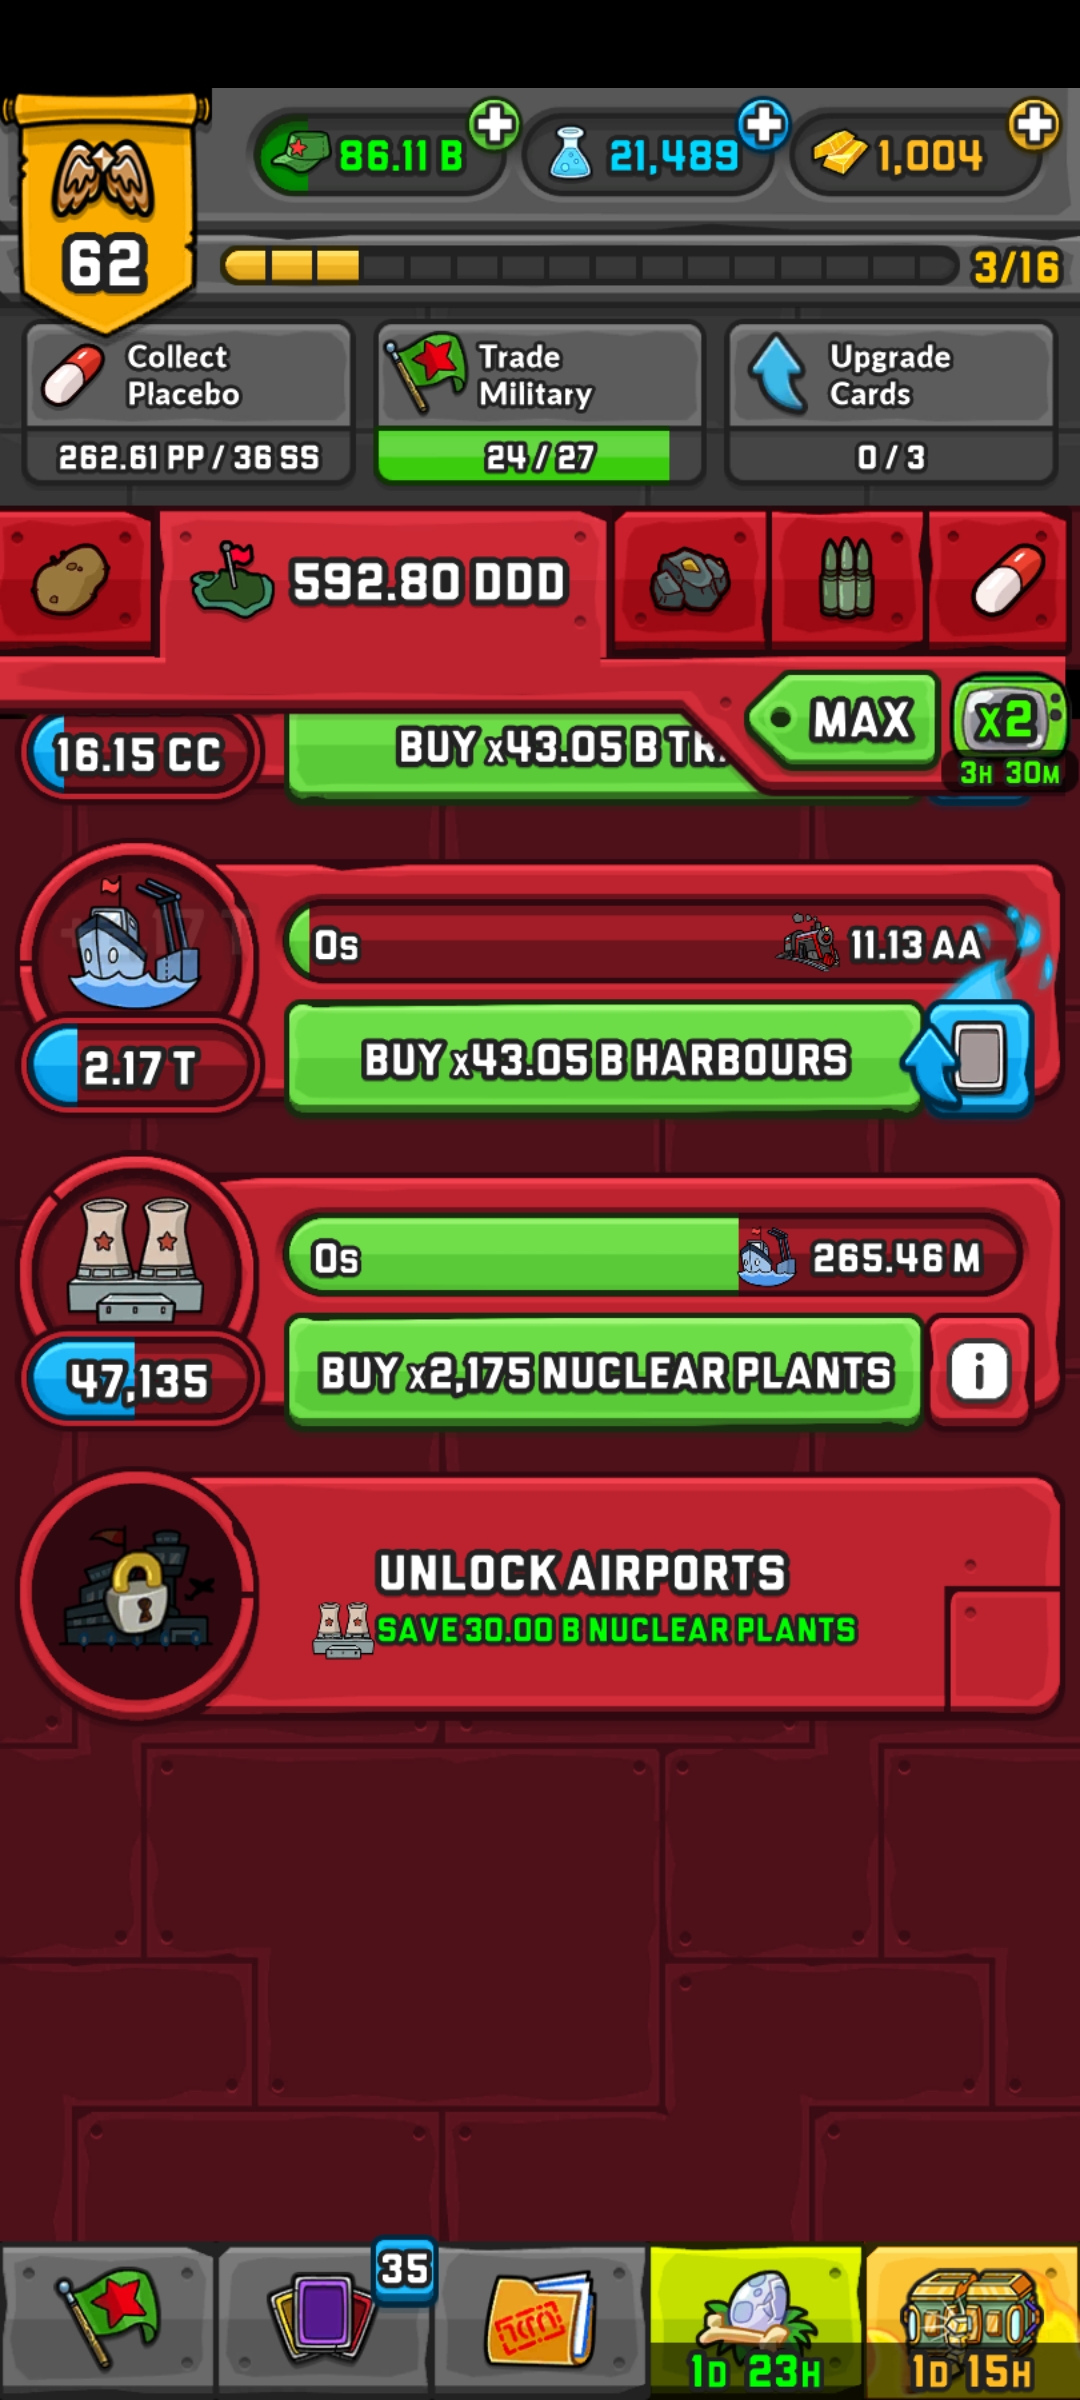 86.11 B
21,489
1,004
62
3/16
Collect
Placebo
262.61 PP / 36 SS
Trade
Military
24 / 27
Upgrade
Cards
0 / 3
592.80 DDD
MAX
x2
3H 30M
16.15 CC
BUY x43.05 B
0s
11.13 AA
2.17 T
BUY x43.05 B HARBOURS
0s
265.46 M
47,135
BUY x2,175 NUCLEAR PLANTS
i
UNLOCK AIRPORTS
SAVE 30.00 B NUCLEAR PLANTS
35
1D 23H
1D 15H